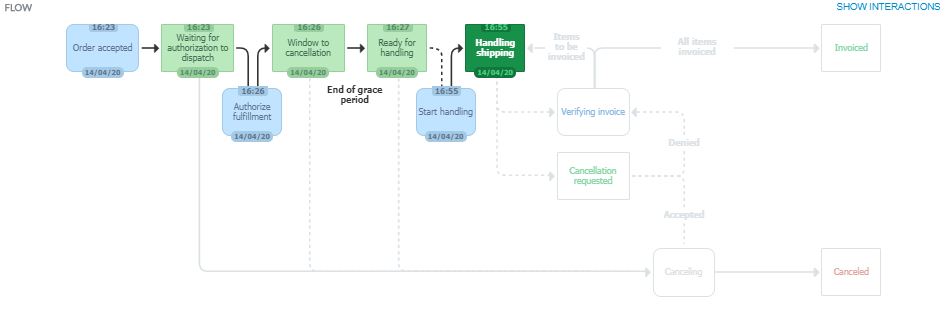 FLOW
SHOW INTERACTIONS
16:23
Order accepted
14/04/20
16:23
Waiting for
authorization to
dispatch
14/04/20
16:26
Authorize
fulfillment
14/04/20
16:26
Window to
cancellation
14/04/20
End of grace
period
16:27
Ready for
handling
14/04/20
16:55
Start handling
14/04/20
16:55
Handling
shipping
14/04/20
Items
to be
invoiced
All items
invoiced
Invoiced
Verifying invoice
Denied
Cancellation
requested
Accepted
Canceling
Canceled